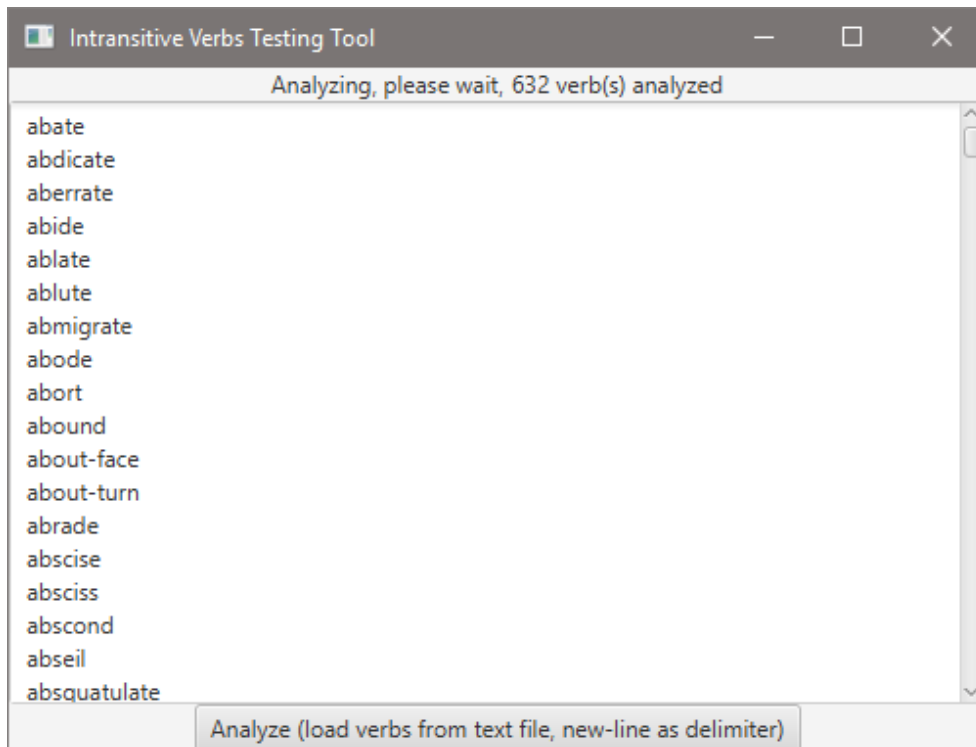 Intransitive Verbs Testing Tool
Analyzing, please wait, 632 verb(s) analyzed
abate
abdicate
aberrate
abide
ablate
ablute
abmigrate
abode
abort
abound
about-face
about-turn
abrade
abscise
absciss
abscond
abseil
absquatulate
Analyze (load verbs from text file, new-line as delimiter)